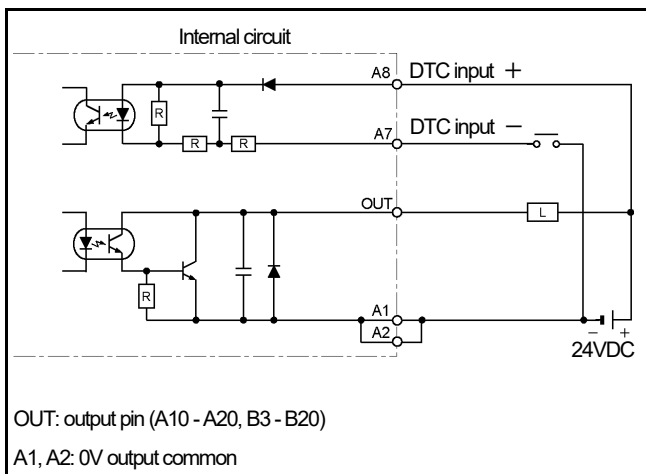 Internal circuit
A8 DTC input +
R
A7 DTC input −
R R
OUT
L
R
A1
A2
− +
24VDC
OUT: output pin (A10 - A20, B3 - B20)
A1, A2: 0V output common